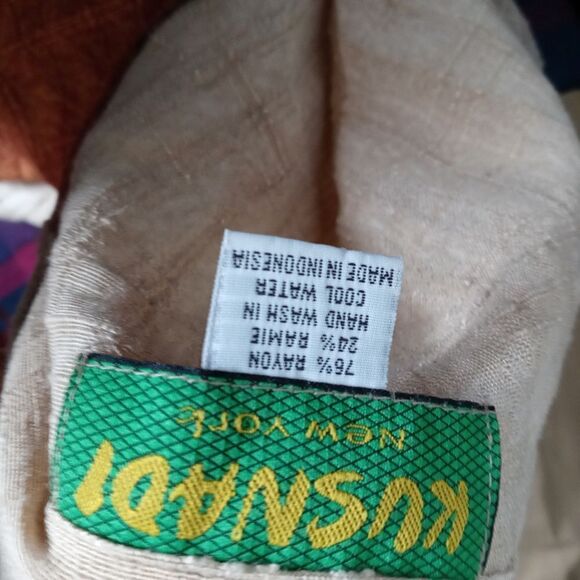 KUSNADI
NEW YORK
76% RAYON
24% RAMIE
HAND WASH IN
COOL WATER
MADE IN INDONESIA